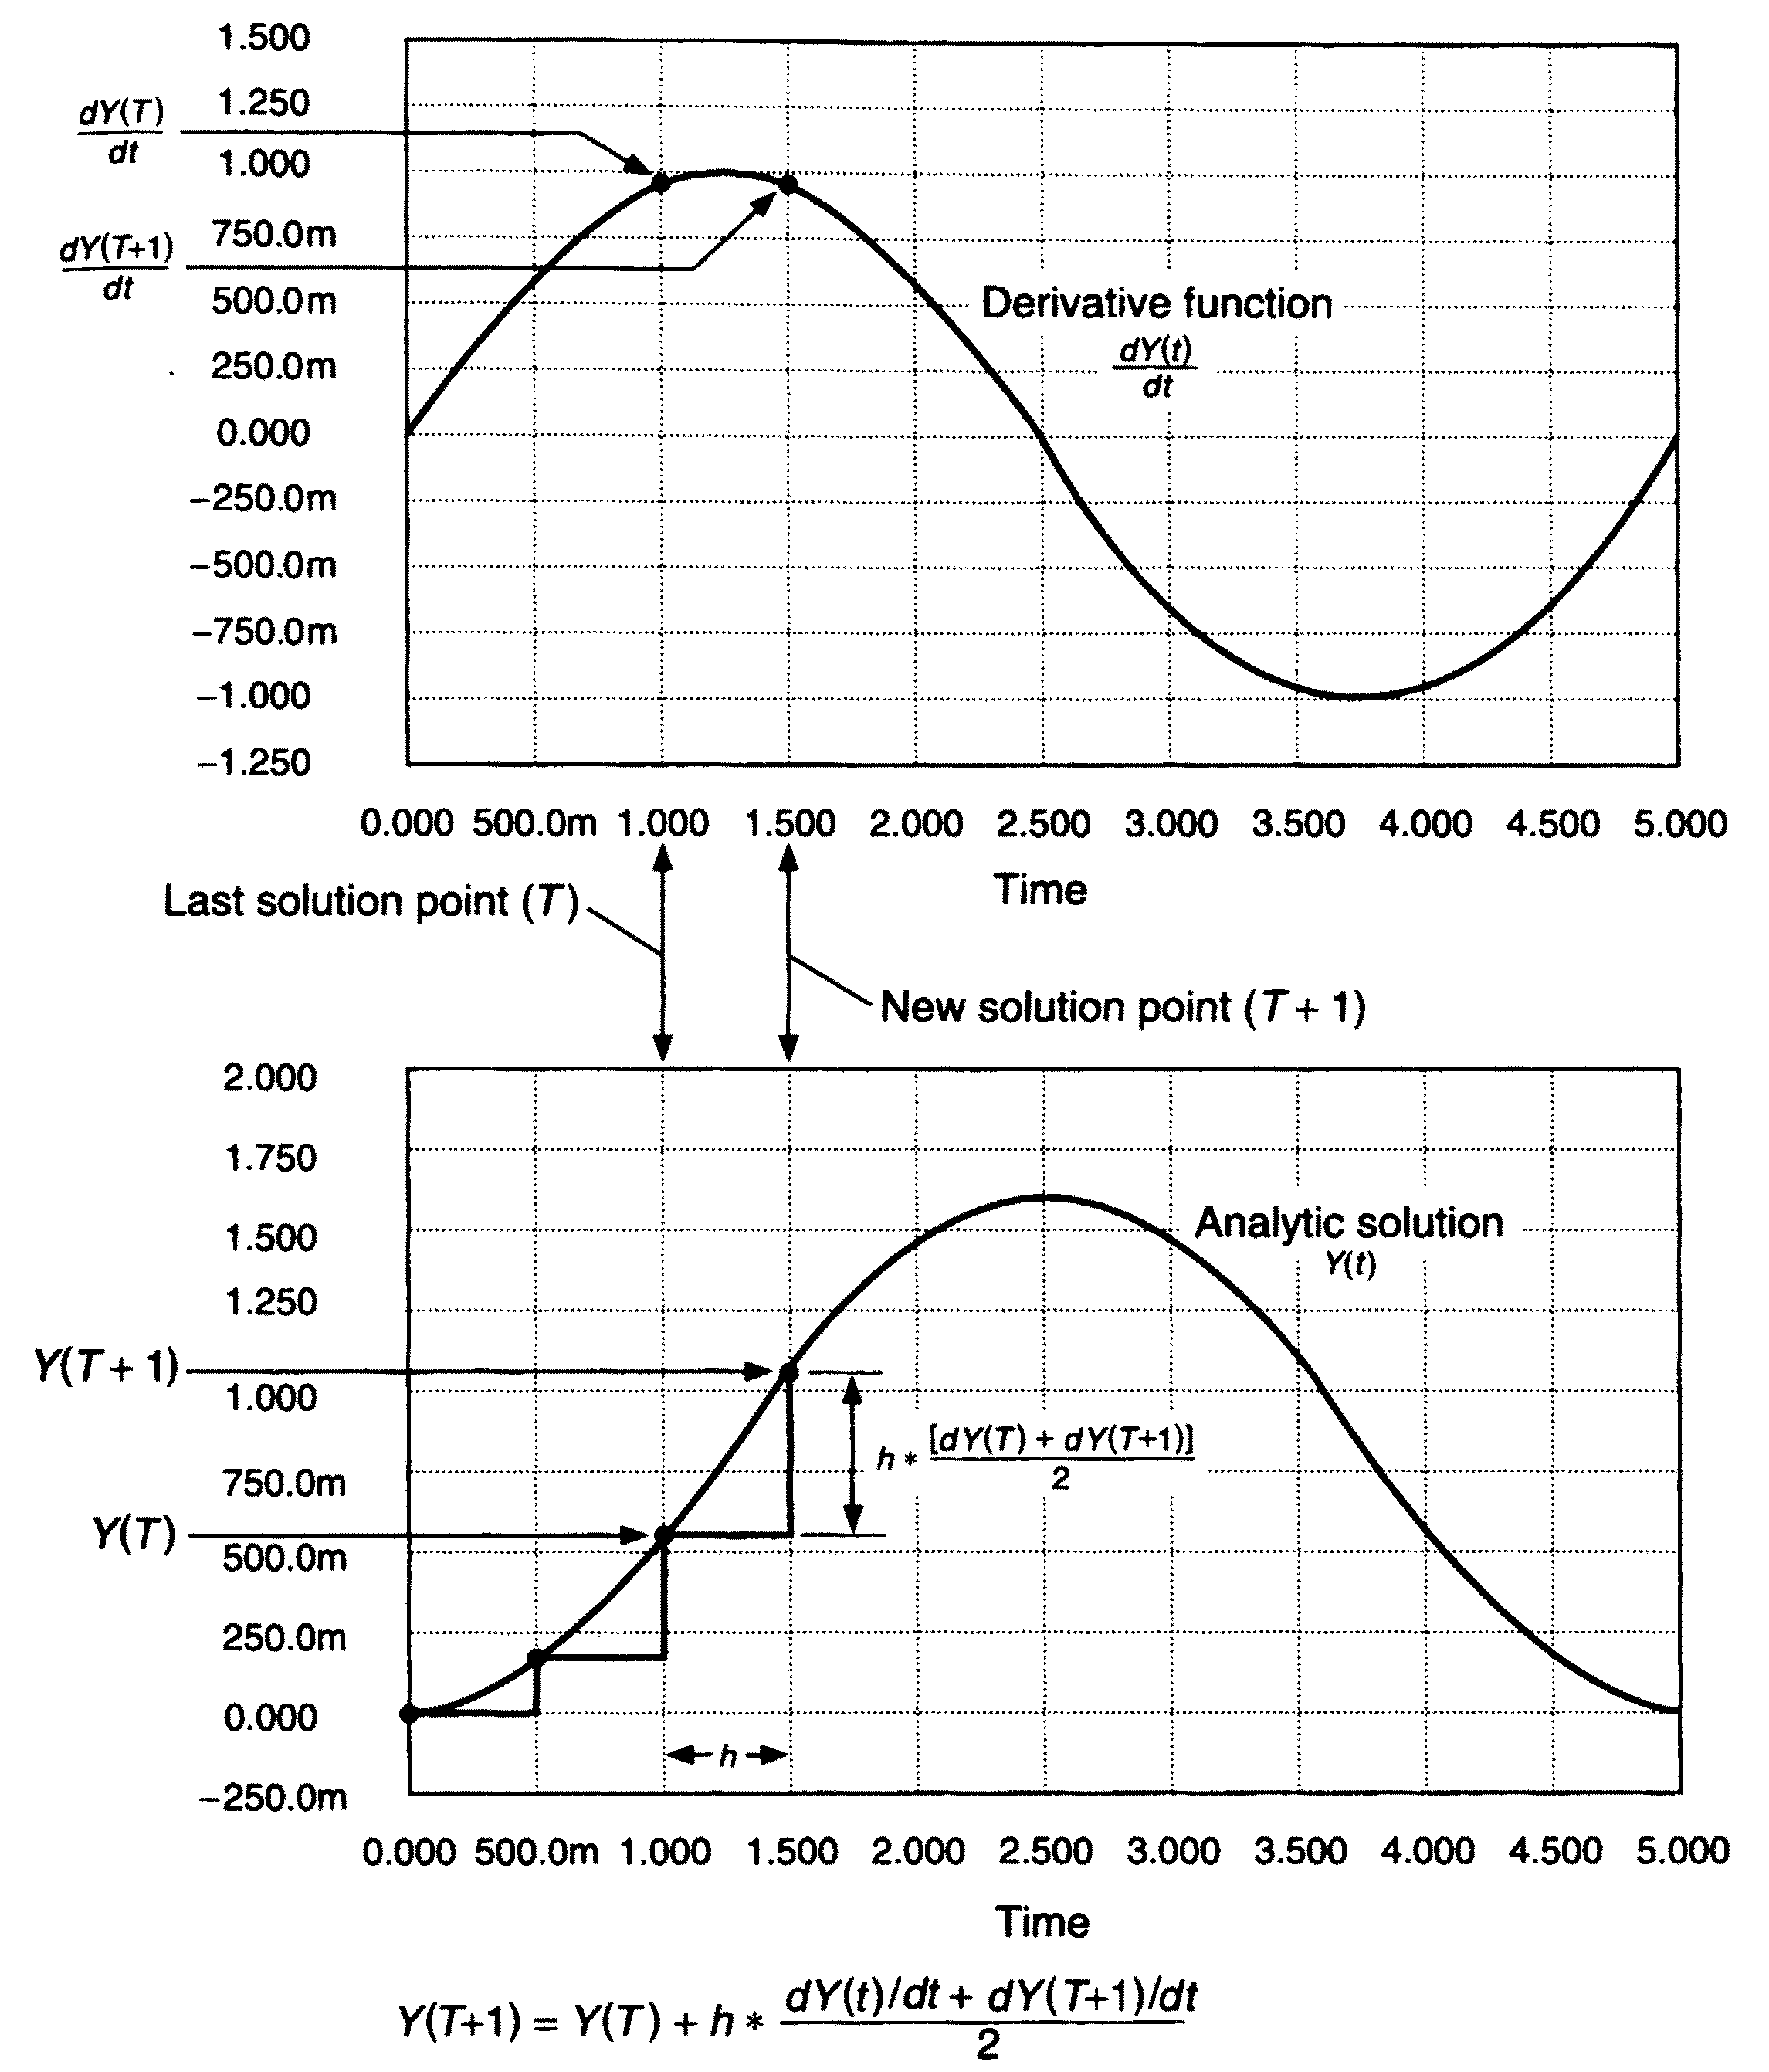 1.500
1.250
dY(T)
dt
1.000
750.0m
dY(T+1)
dt
500.0m
Derivative function
dY(t)
dt
250.0m
0.000
−250.0m
−500.0m
−750.0m
−1.000
−1.250
0.000 500.0m 1.000 1.500 2.000 2.500 3.000 3.500 4.000 4.500 5.000
Time
Last solution point (T)
New solution point (T + 1)
2.000
1.750
1.500
Analytic solution
Y(t)
1.250
Y(T + 1)
1.000
h * [dY(T) + dY(T+1)]
2
750.0m
Y(T)
500.0m
250.0m
0.000
h
−250.0m
0.000 500.0m 1.000 1.500 2.000 2.500 3.000 3.500 4.000 4.500 5.000
Time
Y(T+1) = Y(T) + h * dY(t)/dt + dY(T+1)/dt
2